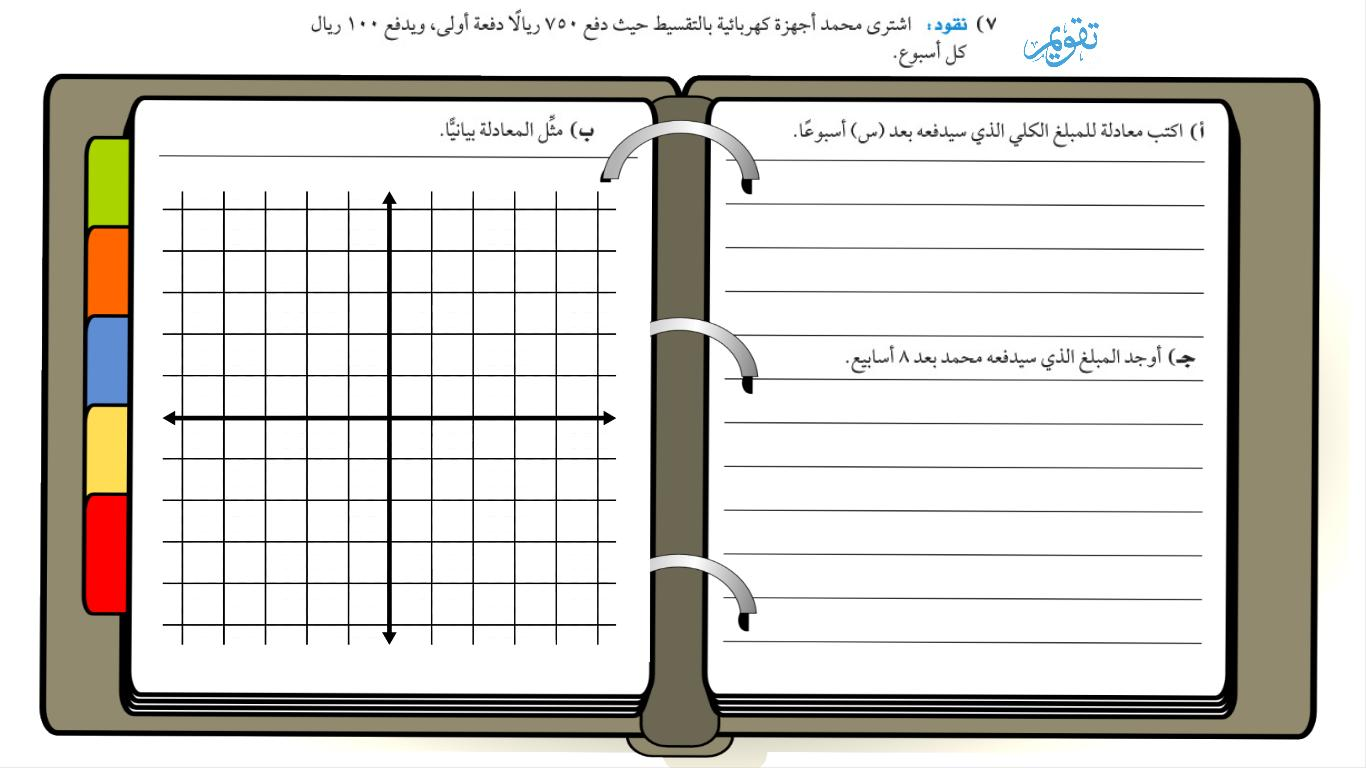 تقويم
٧) نقود: اشترى محمد أجهزة كهربائية بالتقسيط حيث دفع ٧٥٠ ريالًا دفعة أولى، ويدفع ١٠٠ ريال
كل أسبوع.
أ) اكتب معادلة للمبلغ الكلي الذي سيدفعه بعد (س) أسبوعًا.
جـ) أوجد المبلغ الذي سيدفعه محمد بعد ٨ أسابيع.
ب) مثِّل المعادلة بيانيًّا.